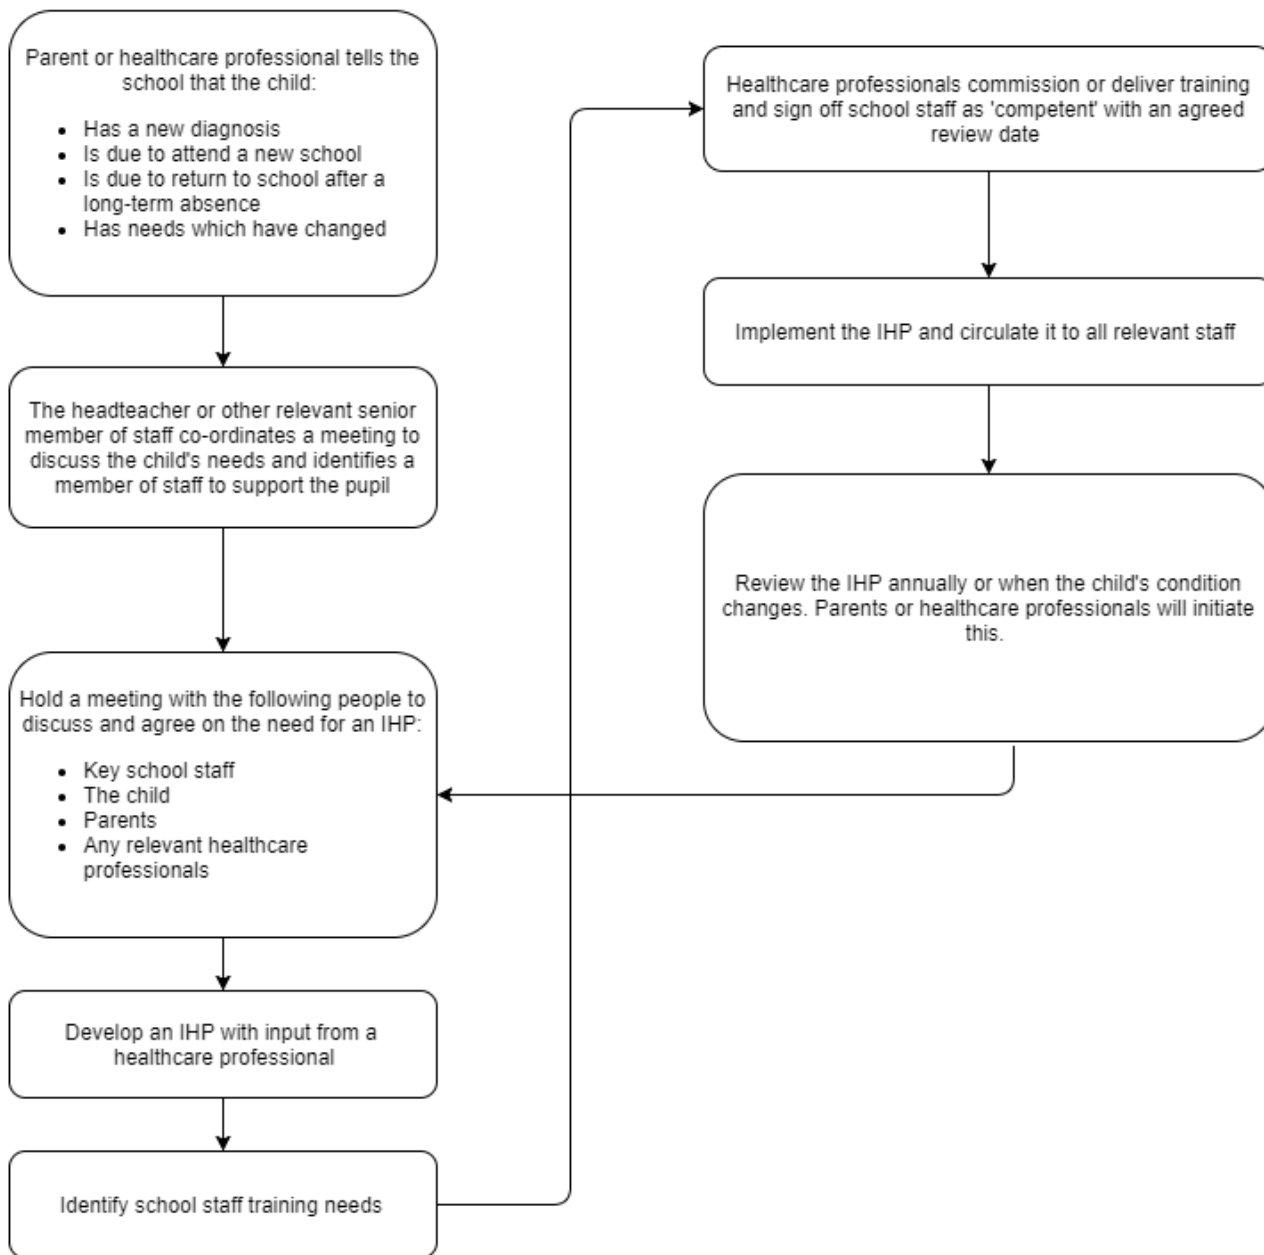 Parent or healthcare professional tells the
school that the child:
• Has a new diagnosis
• Is due to attend a new school
• Is due to return to school after a
long-term absence
• Has needs which have changed
The headteacher or other relevant senior
member of staff co-ordinates a meeting to
discuss the child's needs and identifies a
member of staff to support the pupil
Hold a meeting with the following people to
discuss and agree on the need for an IHP:
• Key school staff
• The child
• Parents
• Any relevant healthcare
professionals
Develop an IHP with input from a
healthcare professional
Identify school staff training needs
Healthcare professionals commission or deliver training
and sign off school staff as 'competent' with an agreed
review date
Implement the IHP and circulate it to all relevant staff
Review the IHP annually or when the child's condition
changes. Parents or healthcare professionals will initiate
this.